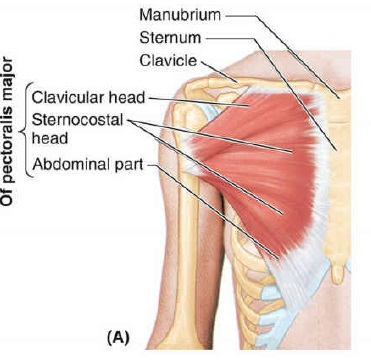 Manubrium
Sternum
Clavicle
Of pectoralis major
Clavicular head
Sternocostal
head
Abdominal part
(A)